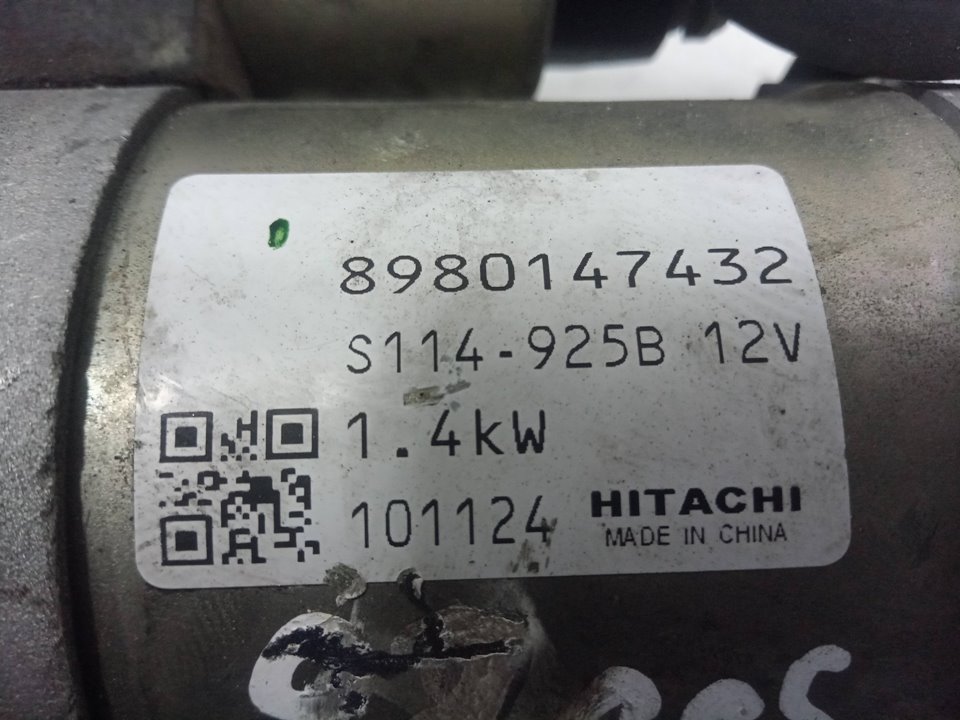 8980147432
S114-925B 12V
1.4kW
101124 HITACHI
MADE IN CHINA